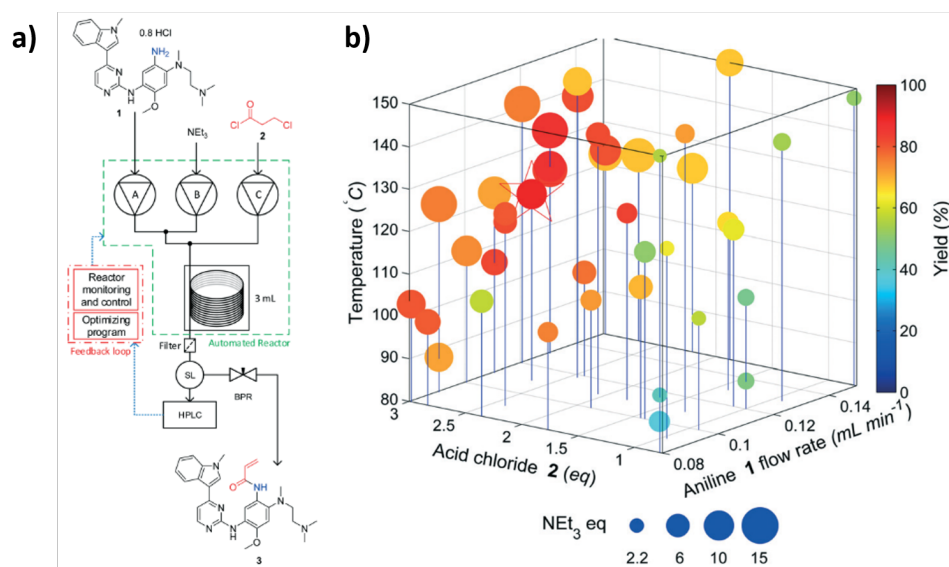 a)
0.8 HCl
N
NH₂
N
N
N
N
NH
O
1
O
Cl
Cl
2
NEt₃
A
B
C
Reactor
monitoring
and control
Optimizing
program
Feedback loop
3 mL
Filter
Automated Reactor
SL
BPR
HPLC
N
O
NH
N
N
N
N
NH
O
3
b)
Temperature (°C)
150
140
130
120
110
100
90
80
3
2.5
2
1.5
1
Acid chloride 2 (eq)
0.08
0.1
0.12
0.14
Aniline 1 flow rate (mL min⁻¹)
100
80
60
40
20
0
Yield (%)
NEt₃ eq
2.2 6 10 15